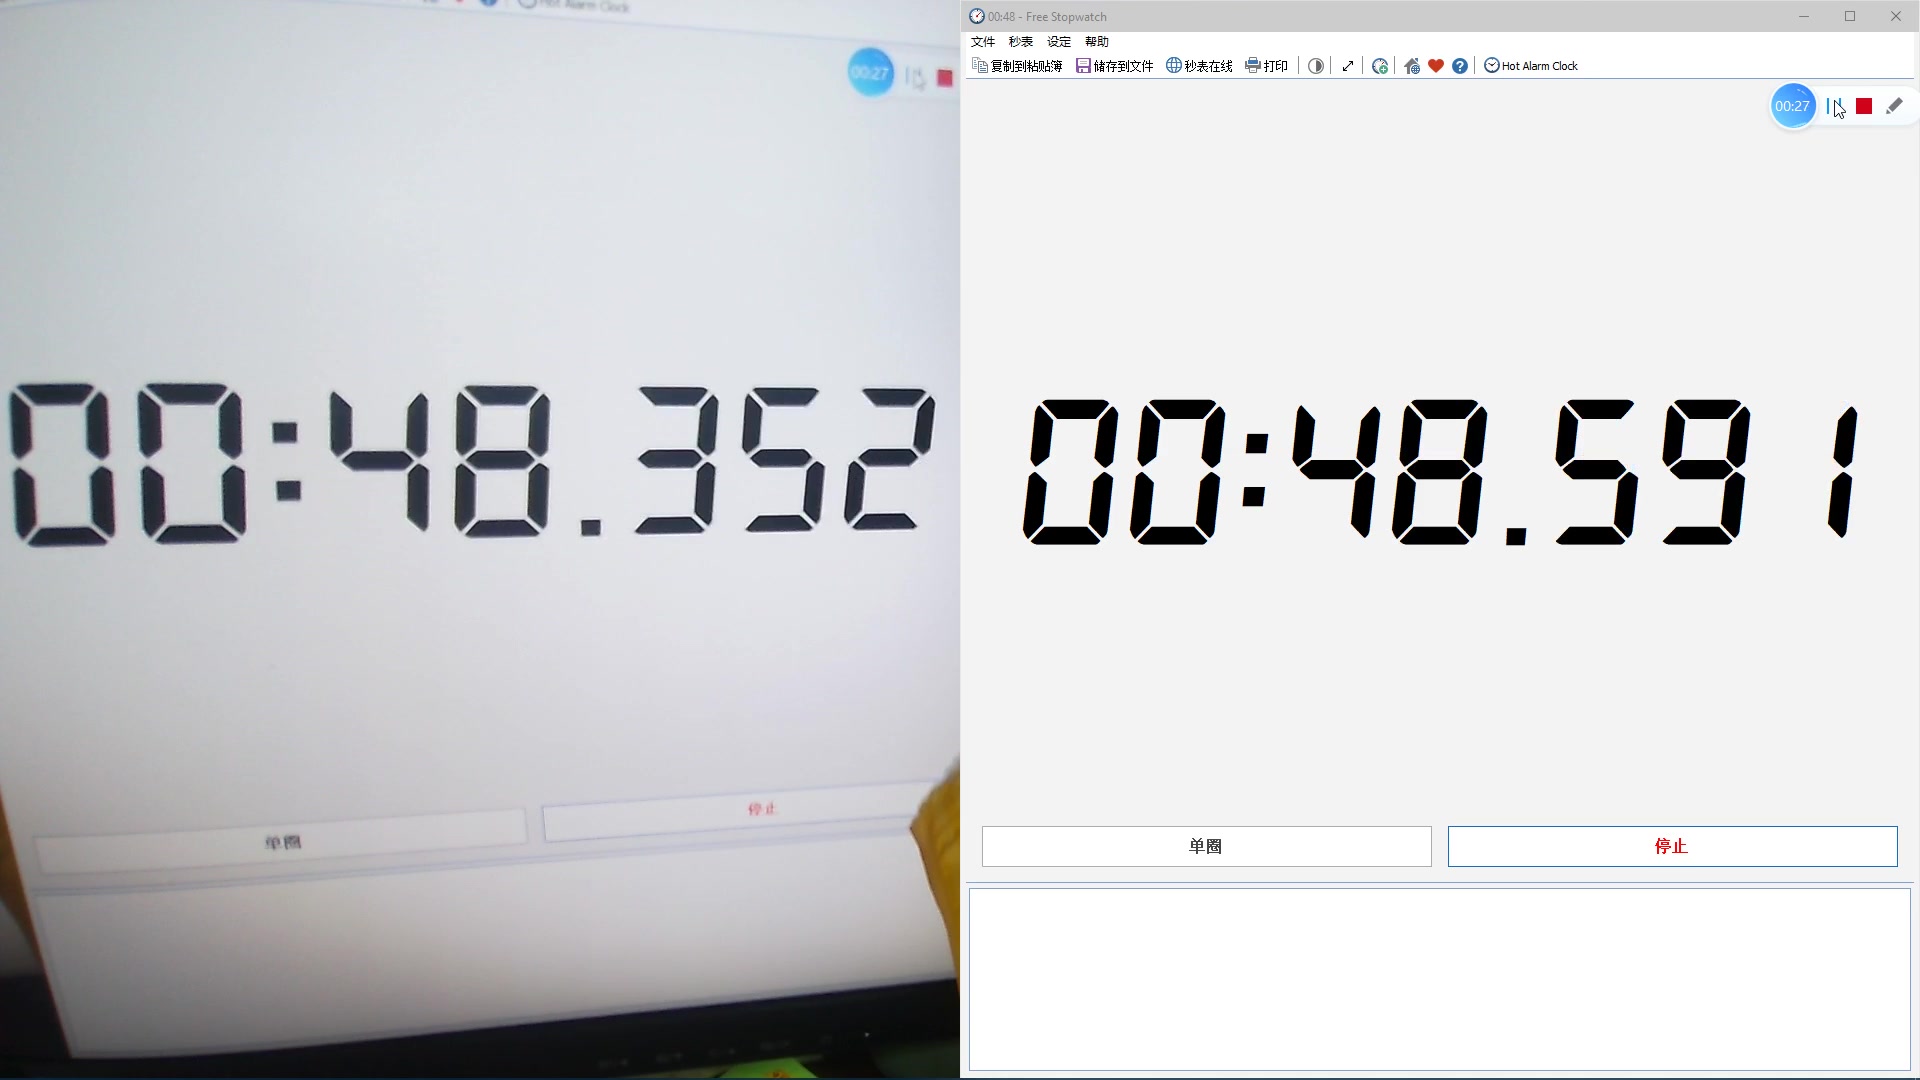 Hot Alarm Clock
00:27
00:48.352
单圈
停止
00:48 - Free Stopwatch
文件 秒表 设定 帮助
复制到粘贴簿 储存到文件 秒表在线 打印 Hot Alarm Clock
00:27
00:48.591
单圈 停止